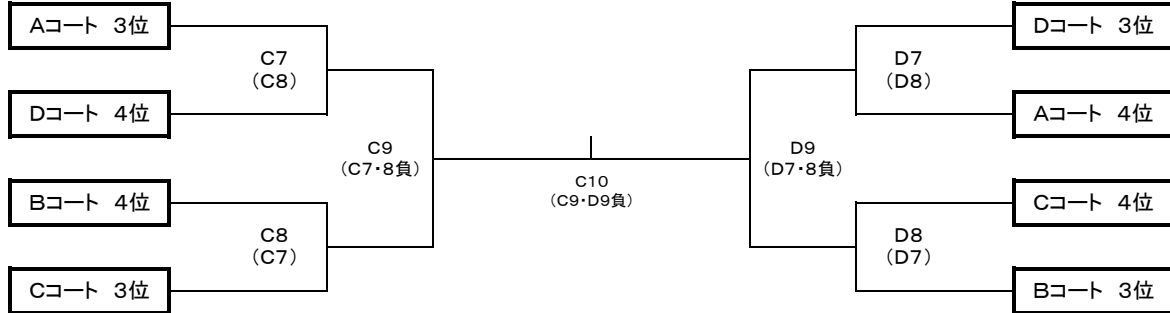 Aコート　3位
C7
（C8）
Dコート　4位
C9
（C7・8負）
Bコート　4位
C8
（C7）
Cコート　3位
C10
（C9・D9負）
Dコート　3位
D7
（D8）
Aコート　4位
D9
（D7・8負）
Cコート　4位
D8
（D7）
Bコート　3位